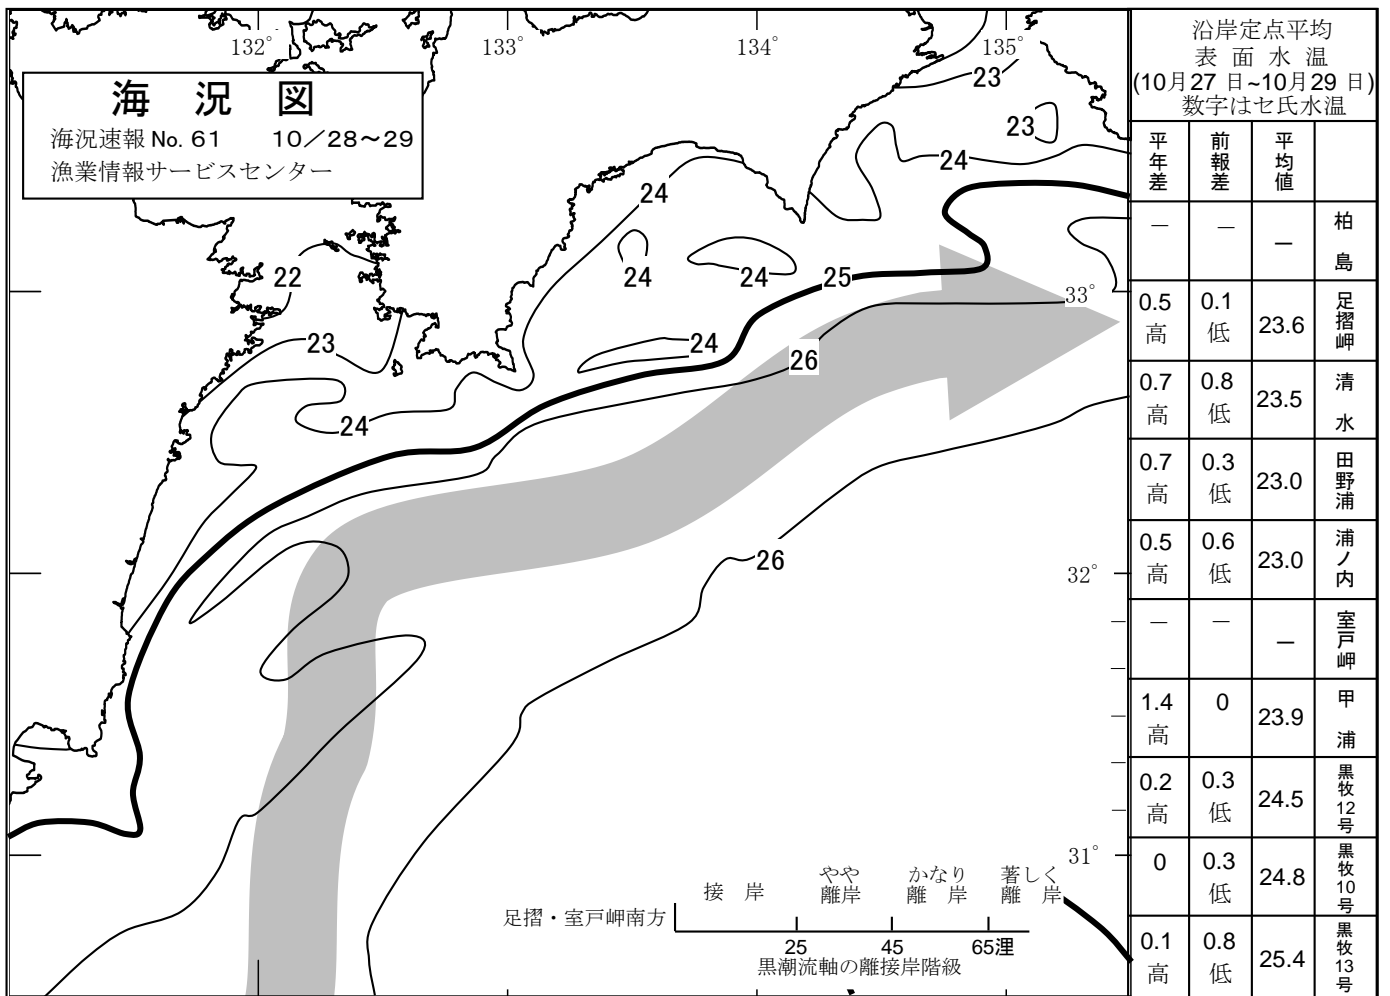 海 況 図
海況速報 No. 61 10／28～29
漁業情報サービスセンター
132°
133°
134°
135°
23
23
24
24
22
24
24
25
33°
23
24
26
24
26
32°
31°
接 岸
やや
離岸
かなり
離 岸
著しく
離 岸
足摺・室戸岬南方
25
45
65浬
黒潮流軸の離接岸階級
沿岸定点平均
表 面 水 温
(10月27 日~10月29 日)
数字はセ氏水温
平年差 前報差 平均値
― ― ― 柏島
0.5高 0.1低 23.6 足摺岬
0.7高 0.8低 23.5 清水
0.7高 0.3低 23.0 田野浦
0.5高 0.6低 23.0 浦ノ内
― ― ― 室戸岬
1.4高 0 23.9 甲浦
0.2高 0.3低 24.5 黒牧12号
0 0.3低 24.8 黒牧10号
0.1高 0.8低 25.4 黒牧13号